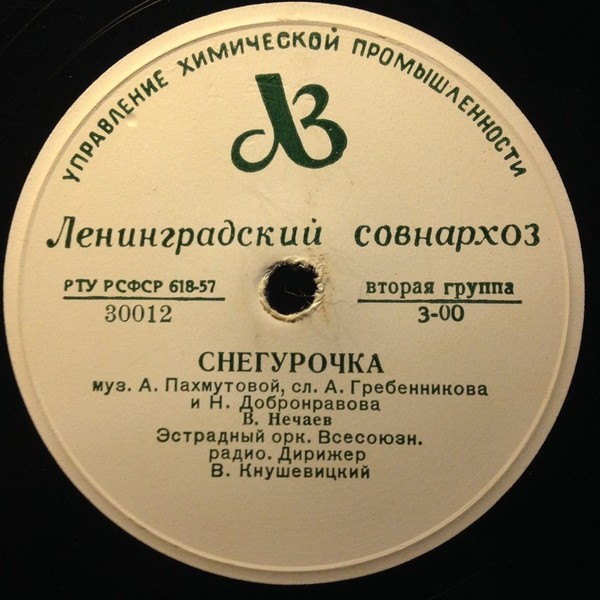 УПРАВЛЕНИЕ ХИМИЧЕСКОЙ ПРОМЫШЛЕННОСТИ
ЛЗ
Ленинградский совнархоз
РТУ РСФСР 618-57
30012
вторая группа
3-00
СНЕГУРОЧКА
муз. А. Пахмутовой, сл. А. Гребенникова
и Н. Добронравова
В. Нечаев
Эстрадный орк. Всесоюзн.
радио. Дирижер
В. Кнушевицкий